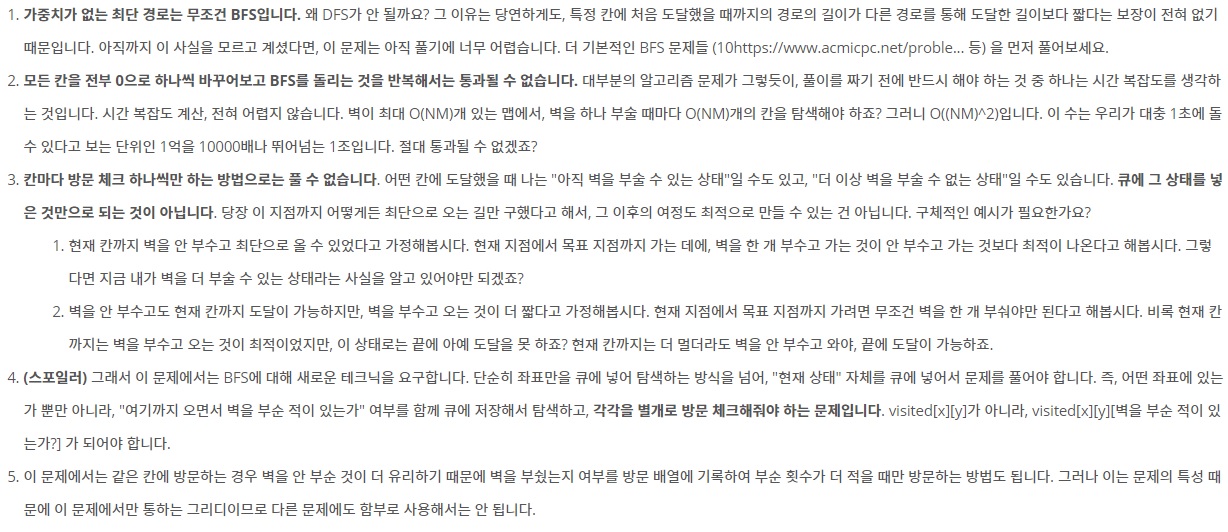 1. 가중치가 없는 최단 경로는 무조건 BFS입니다. 왜 DFS가 안 될까요? 그 이유는 당연하게도, 특정 칸에 처음 도달했을 때까지의 경로의 길이가 다른 경로를 통해 도달한 길이보다 짧다는 보장이 전혀 없기
때문입니다. 아직까지 이 사실을 모르고 계셨다면, 이 문제는 아직 풀기에 너무 어렵습니다. 더 기본적인 BFS 문제들 (10https://www.acmicpc.net/proble... 등) 을 먼저 풀어보세요.
2. 모든 칸을 전부 0으로 하나씩 바꾸어보고 BFS를 돌리는 것을 반복해서는 통과될 수 없습니다. 대부분의 알고리즘 문제가 그렇듯이, 풀이를 짜기 전에 반드시 해야 하는 것 중 하나는 시간 복잡도를 생각하
는 것입니다. 시간 복잡도 계산, 전혀 어렵지 않습니다. 벽이 최대 O(NM)개 있는 맵에서, 벽을 하나 부술 때마다 O(NM)개의 칸을 탐색해야 하죠? 그러니 O((NM)^2)입니다. 이 수는 우리가 대충 1초에 돌
수 있다고 보는 단위인 1억을 10000배나 뛰어넘는 1조입니다. 절대 통과될 수 없겠죠?
3. 칸마다 방문 체크 하나씩만 하는 방법으로는 풀 수 없습니다. 어떤 칸에 도달했을 때 나는 "아직 벽을 부술 수 있는 상태"일 수도 있고, "더 이상 벽을 부술 수 없는 상태"일 수도 있습니다. 큐에 그 상태를 넣
은 것만으로 되는 것이 아닙니다. 당장 이 지점까지 어떻게든 최단으로 오는 길만 구했다고 해서, 그 이후의 여정도 최적으로 만들 수 있는 건 아닙니다. 구체적인 예시가 필요한가요?
1. 현재 칸까지 벽을 안 부수고 최단으로 올 수 있었다고 가정해봅시다. 현재 지점에서 목표 지점까지 가는 데에, 벽을 한 개 부수고 가는 것이 안 부수고 가는 것보다 최적이 나온다고 해봅시다. 그렇
다면 지금 내가 벽을 더 부술 수 있는 상태라는 사실을 알고 있어야만 되겠죠?
2. 벽을 안 부수고도 현재 칸까지 도달이 가능하지만, 벽을 부수고 오는 것이 더 짧다고 가정해봅시다. 현재 지점에서 목표 지점까지 가려면 무조건 벽을 한 개 부숴야만 된다고 해봅시다. 비록 현재 칸
까지는 벽을 부수고 오는 것이 최적이었지만, 이 상태로는 끝에 아예 도달을 못 하죠? 현재 칸까지는 더 멀더라도 벽을 안 부수고 와야, 끝에 도달이 가능하죠.
4. (스포일러) 그래서 이 문제에서는 BFS에 대해 새로운 테크닉을 요구합니다. 단순히 좌표만을 큐에 넣어 탐색하는 방식을 넘어, "현재 상태" 자체를 큐에 넣어서 문제를 풀어야 합니다. 즉, 어떤 좌표에 있는
가 뿐만 아니라, "여기까지 오면서 벽을 부순 적이 있는가" 여부를 함께 큐에 저장해서 탐색하고, 각각을 별개로 방문 체크해줘야 하는 문제입니다. visited[x][y]가 아니라, visited[x][y][벽을 부순 적이 있
는가?] 가 되어야 합니다.
5. 이 문제에서는 같은 칸에 방문하는 경우 벽을 안 부순 것이 더 유리하기 때문에 벽을 부쉈는지 여부를 방문 배열에 기록하여 부순 횟수가 더 적을 때만 방문하는 방법도 됩니다. 그러나 이는 문제의 특성 때
문에 이 문제에서만 통하는 그리디이므로 다른 문제에도 함부로 사용해서는 안 됩니다.